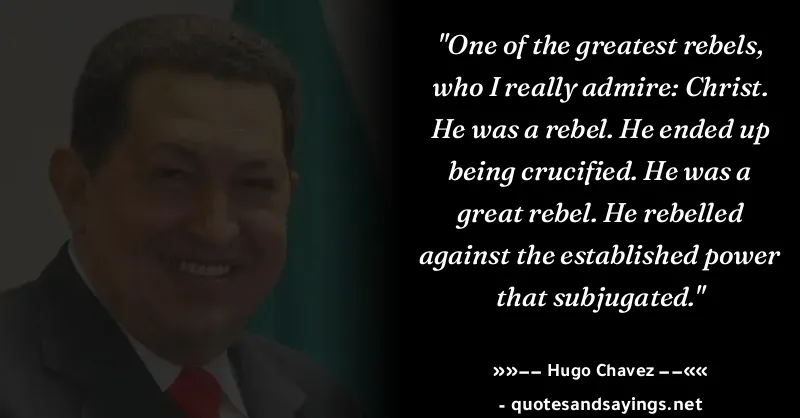 "One of the greatest rebels,
who I really admire: Christ.
He was a rebel. He ended up
being crucified. He was a
great rebel. He rebelled
against the established power
that subjugated."
»»−− Hugo Chavez −−««
- quotesandsayings.net